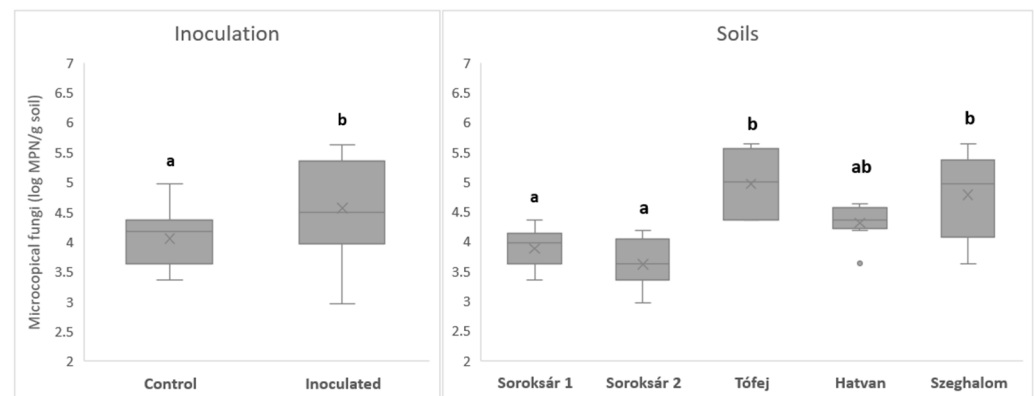 Inoculation
Microcopical fungi (log MPN/g soil)
7
6.5
6
5.5
5
4.5
4
3.5
3
2.5
2
a
b
Control
Inoculated
Soils
7
6.5
6
5.5
5
4.5
4
3.5
3
2.5
2
a
a
b
ab
b
Soroksár 1
Soroksár 2
Tófej
Hatvan
Szeghalom